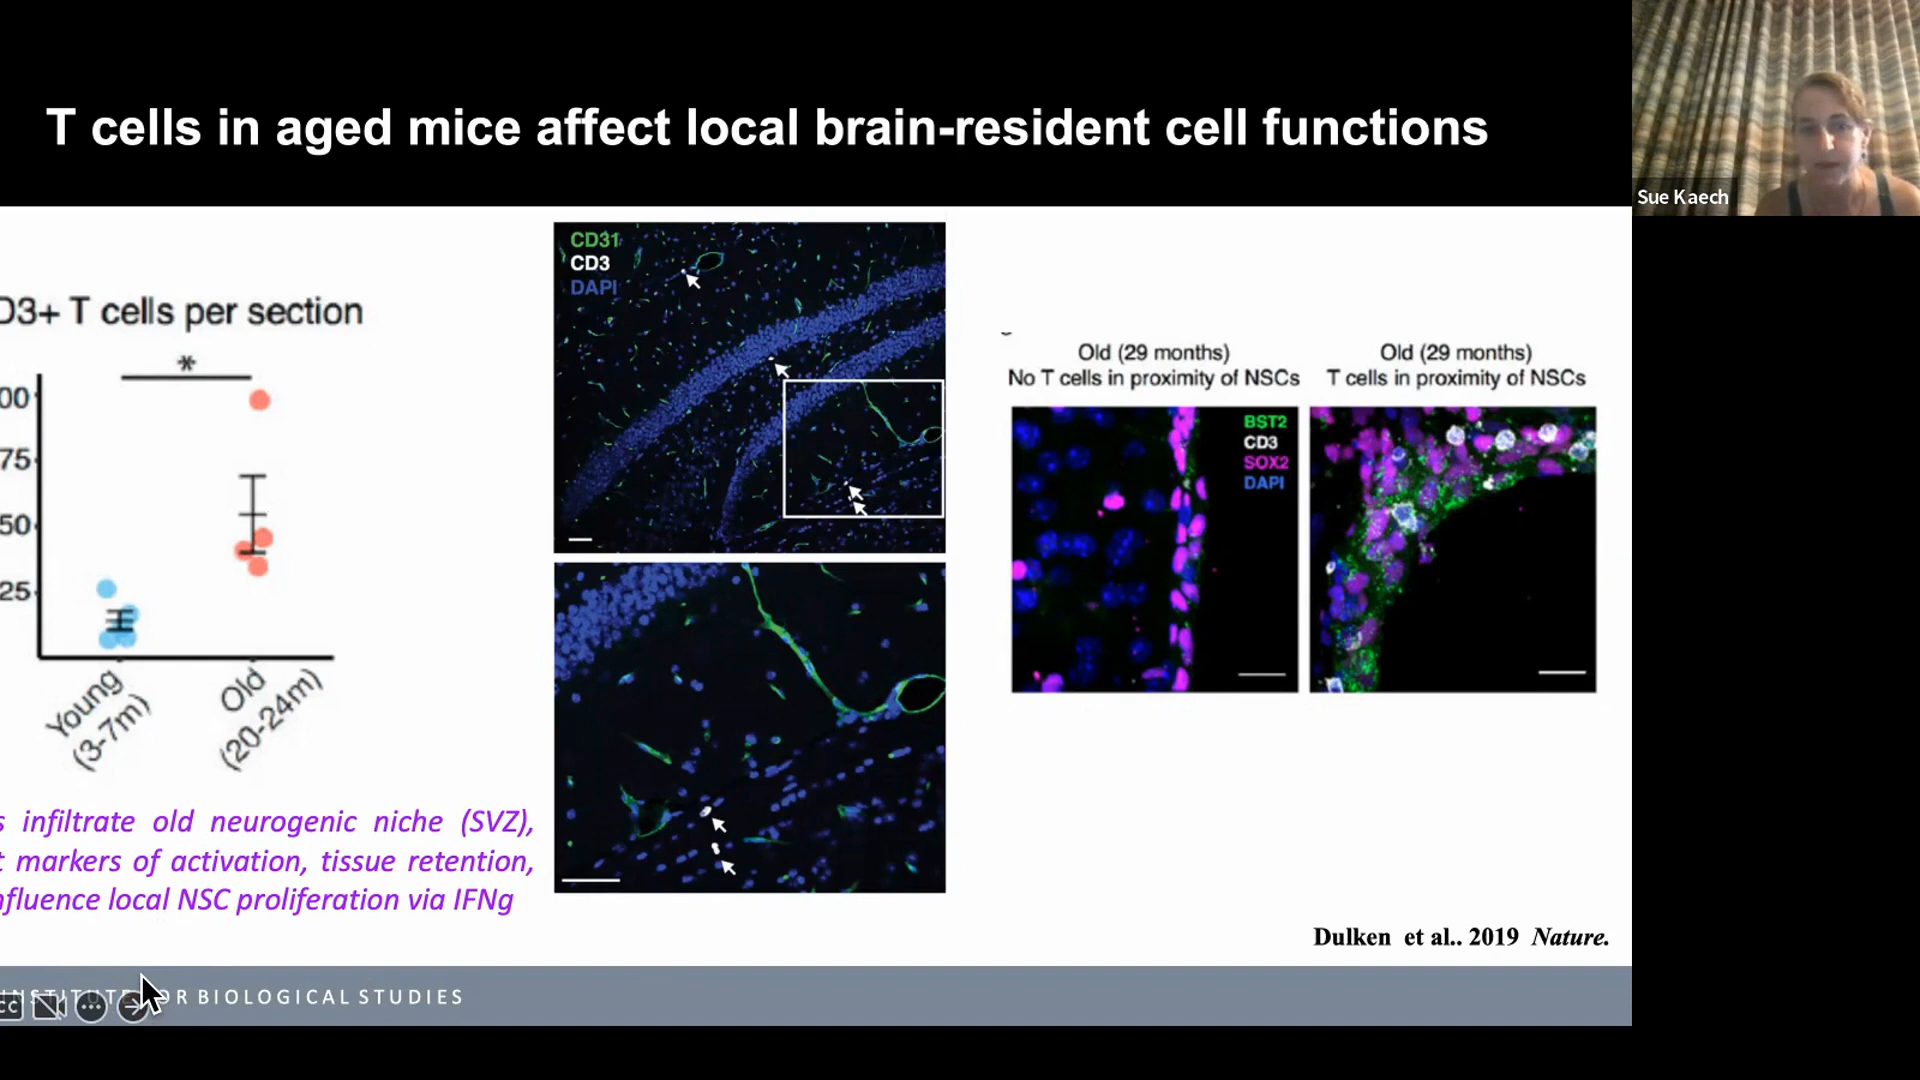 T cells in aged mice affect local brain-resident cell functions
Sue Kaech
D3+ T cells per section
*
00
75
50
25
Young
(3-7m)
Old
(20-24m)
s infiltrate old neurogenic niche (SVZ),
t markers of activation, tissue retention,
nfluence local NSC proliferation via IFNg
CD31
CD3
DAPI
Old (29 months)
No T cells in proximity of NSCs
Old (29 months)
T cells in proximity of NSCs
BST2
CD3
SOX2
DAPI
Dulken et al.. 2019 Nature.
INSTITUTE FOR BIOLOGICAL STUDIES
CC